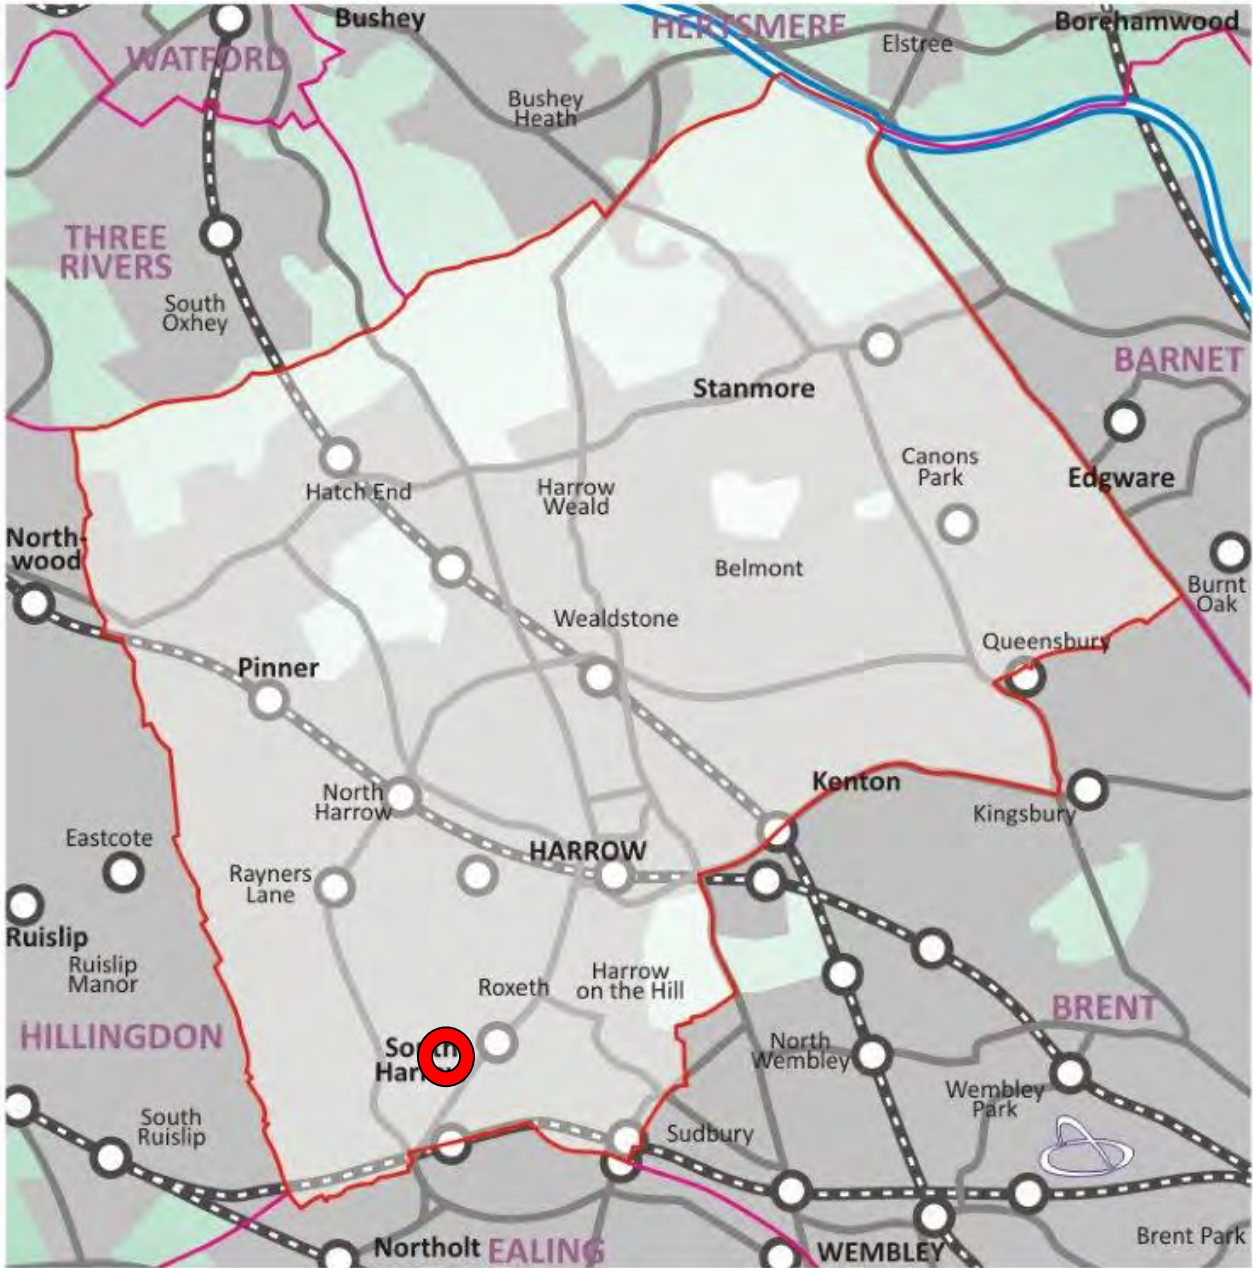 Bushey
HERTSMERE
Borehamwood
WATFORD
Elstree
Bushey
Heath
THREE
RIVERS
South
Oxhey
BARNET
Stanmore
Canons
Park
Edgware
Hatch End
Harrow
Weald
North-
wood
Belmont
Burnt
Oak
Wealdstone
Queensbury
Pinner
Kenton
North
Harrow
Kingsbury
Eastcote
HARROW
Rayners
Lane
Ruislip
Ruislip
Manor
Roxeth
Harrow
on the Hill
BRENT
HILLINGDON
South
North
Wembley
Wembley
Park
South
Ruislip
Sudbury
Northolt
EALING
WEMBLEY
Brent Park